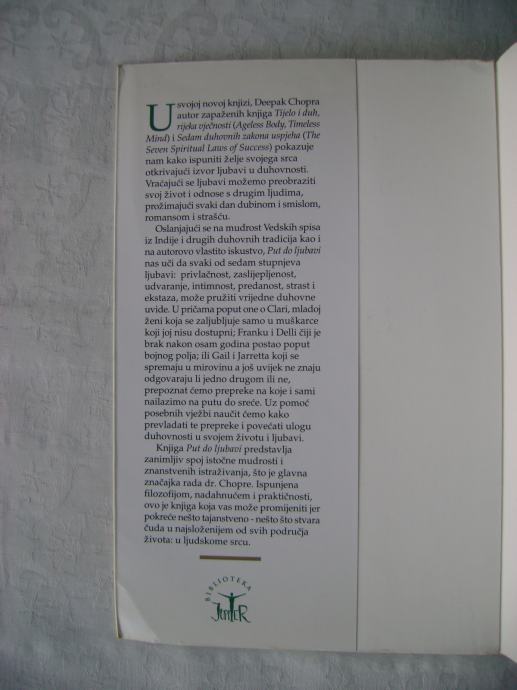 U svojoj novoj knjizi, Deepak Chopra
autor zapaženih knjiga Tijelo i duh,
rijeka vječnosti (Ageless Body, Timeless
Mind) i Sedam duhovnih zakona uspjeha (The
Seven Spiritual Laws of Success) pokazuje
nam kako ispuniti želje svojega srca
otkrivajući izvor ljubavi u duhovnosti.
Vraćajući se ljubavi možemo preobraziti
svoj život i odnose s drugim ljudima,
prožimajući svaki dan dubinom i smislom,
romansom i strašću.
Oslanjajući se na mudrost Vedskih spisa
iz Indije i drugih duhovnih tradicija kao i
na autorovo vlastito iskustvo, Put do ljubavi
nas uči da svaki od sedam stupnjeva
ljubavi: privlačnost, zaslijepljenost,
udvaranje, intimnost, predanost, strast i
ekstaza, može pružiti vrijedne duhovne
uvide. U pričama poput one o Clari, mladoj
ženi koja se zaljubljuje samo u muškarce
koji joj nisu dostupni; Franku i Delli čiji je
brak nakon osam godina postao poput
bojnog polja; ili Gail i Jarretta koji se
spremaju u mirovinu a još uvijek ne znaju
odgovaraju li jedno drugom ili ne,
prepoznat ćemo prepreke na koje i sami
nailazimo na putu do sreće. Uz pomoć
posebnih vježbi naučit ćemo kako
prevladati te prepreke i povećati ulogu
duhovnosti u svojem životu i ljubavi.
Knjiga Put do ljubavi predstavlja
zanimljiv spoj istočne mudrosti i
znanstvenih istraživanja, što je glavna
značajka rada dr. Chopre. Ispunjena
filozofijom, nadahnućem i praktičnosti,
ovo je knjiga koja vas može promijeniti jer
pokreće nešto tajanstveno - nešto što stvara
čuda u najsloženijem od svih područja
života: u ljudskome srcu.
BIBLIOTEKA